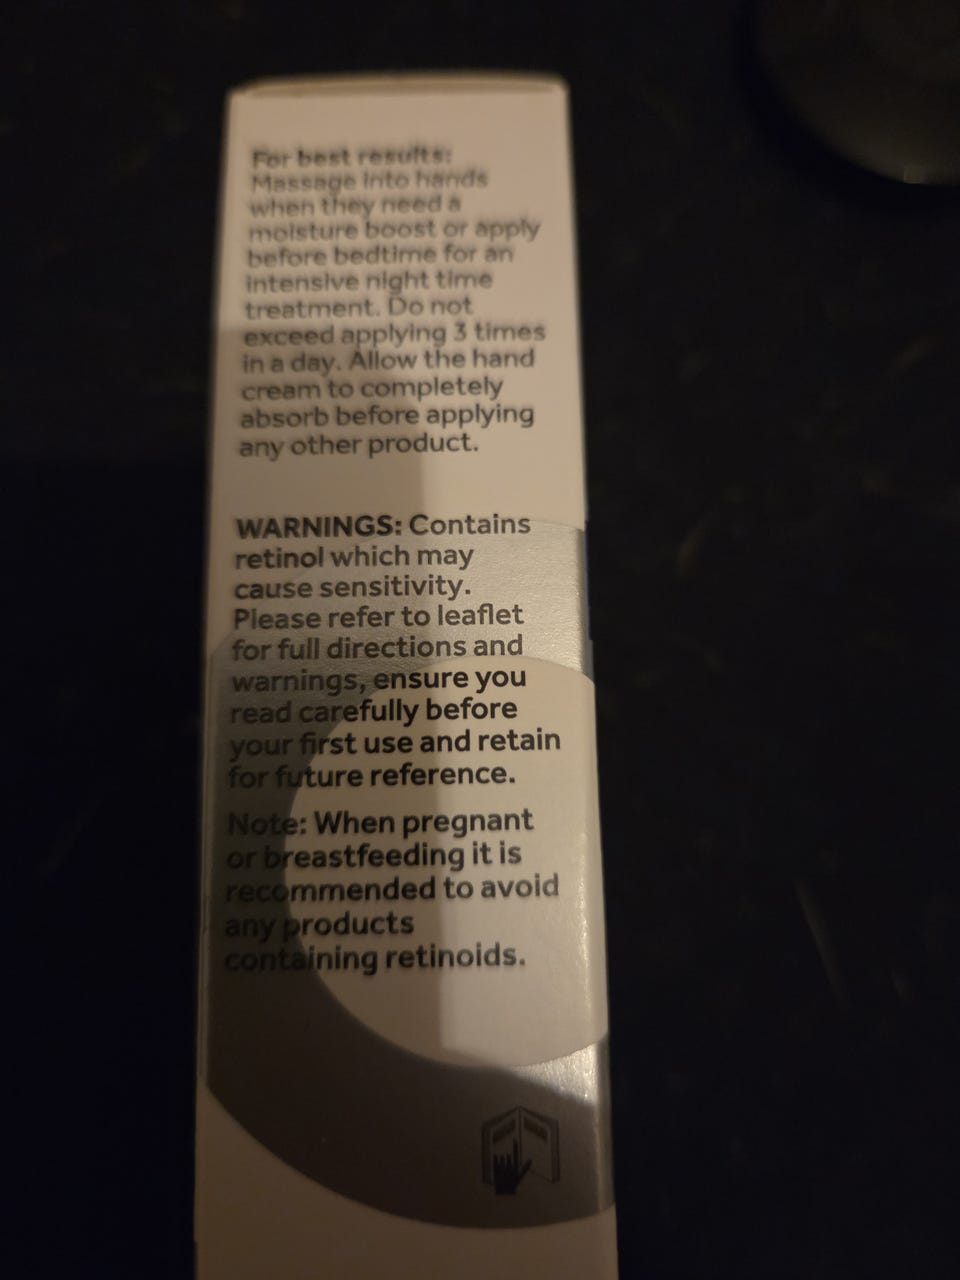 For best results:
Massage into hands
when they need a
moisture boost or apply
before bedtime for an
intensive night time
treatment. Do not
exceed applying 3 times
in a day. Allow the hand
cream to completely
absorb before applying
any other product.
WARNINGS: Contains
retinol which may
cause sensitivity.
Please refer to leaflet
for full directions and
warnings, ensure you
read carefully before
your first use and retain
for future reference.
Note: When pregnant
or breastfeeding it is
recommended to avoid
any products
containing retinoids.